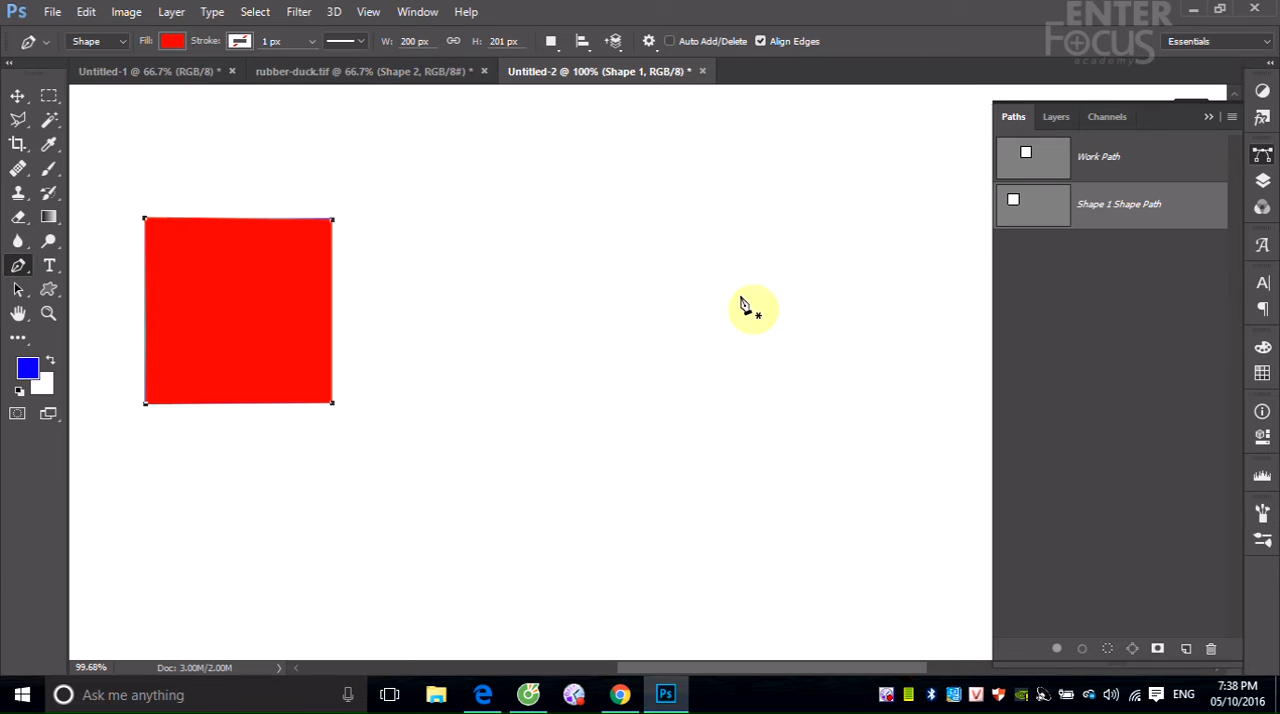 Ps File Edit Image Layer Type Select Filter 3D View Window Help
ENTER
FOCUS
academy
Shape Fill: Stroke: 1 px W: 200 px H: 201 px Auto Add/Delete Align Edges Essentials
Untitled-1 @ 66.7% (RGB/8) * × rubber-duck.tif @ 66.7% (Shape 2, RGB/8#) * × Untitled-2 @ 100% (Shape 1, RGB/8) * ×
Paths Layers Channels
Work Path
Shape 1 Shape Path
99.68% Doc: 3.00M/2.00M
Ask me anything
Ps
ENG
7:38 PM
05/10/2016